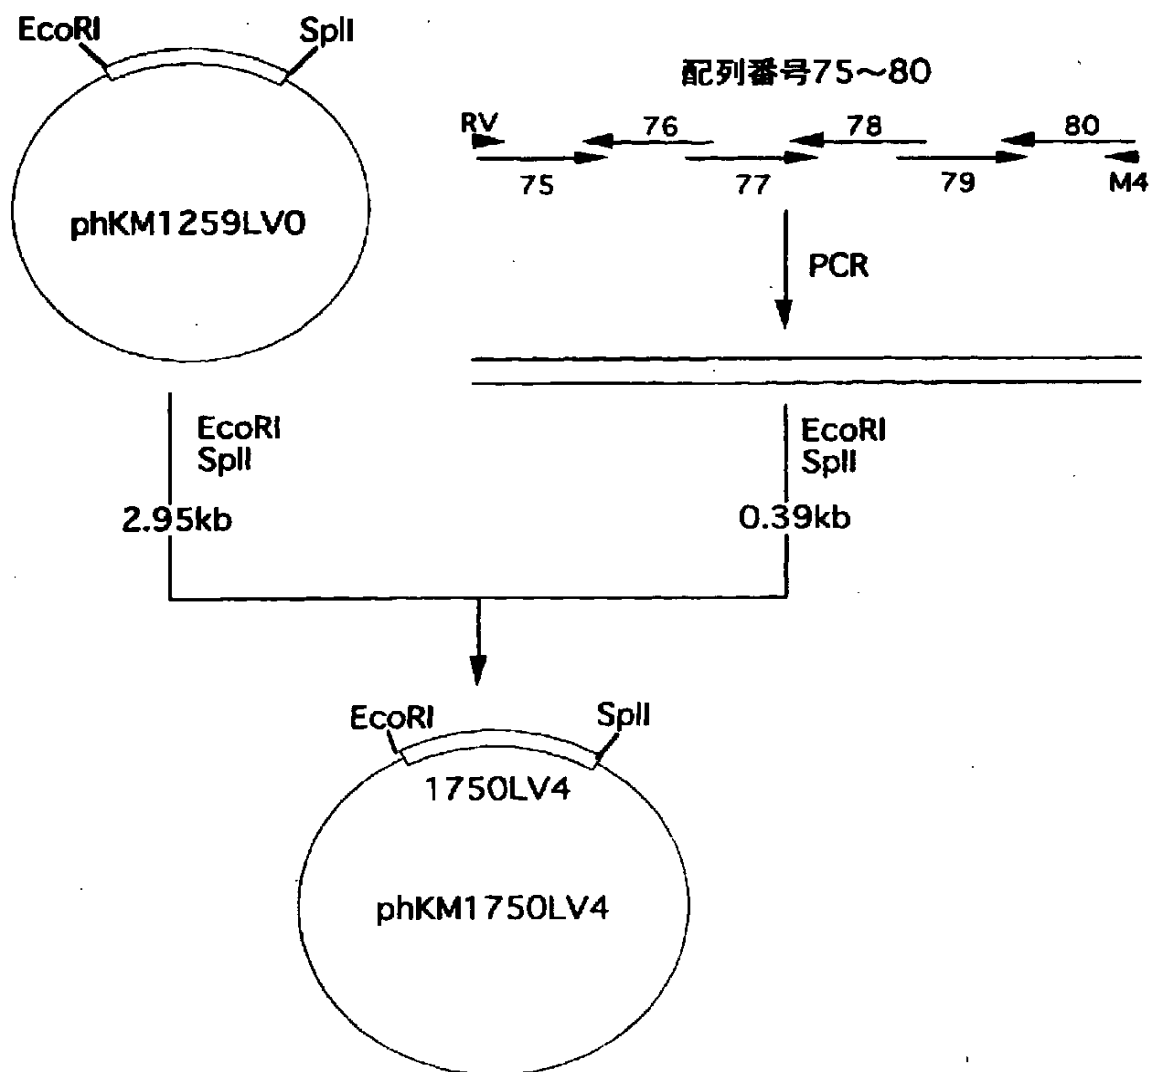 EcoRI
SplI
phKM1259LV0
配列番号75~80
RV
76
78
80
75
77
79
M4
PCR
EcoRI
SplI
2.95kb
EcoRI
SplI
0.39kb
EcoRI
SplI
1750LV4
phKM1750LV4